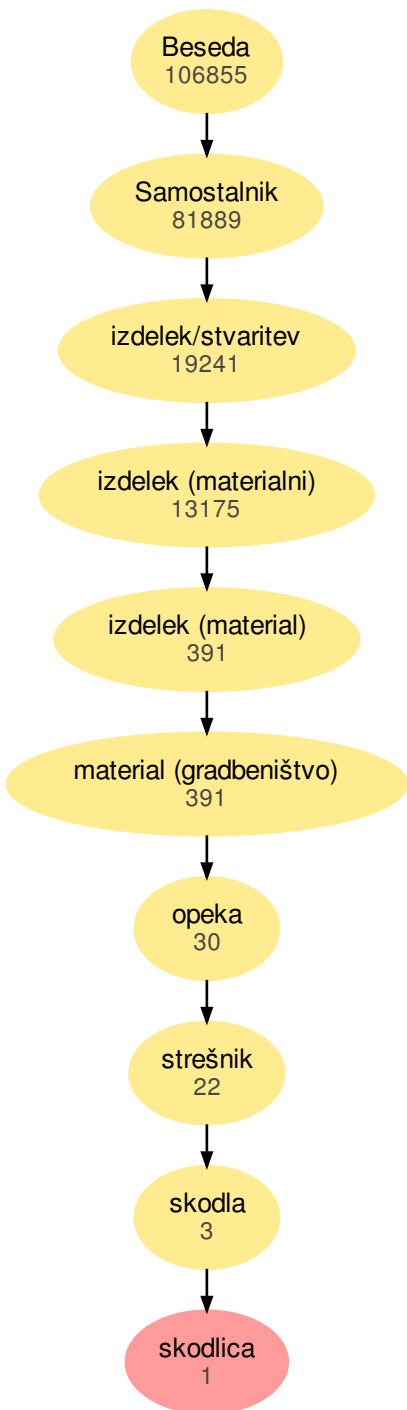 Beseda
106855
Samostalnik
81889
izdelek/stvaritev
19241
izdelek (materialni)
13175
izdelek (material)
391
material (gradbeništvo)
391
opeka
30
strešnik
22
skodla
3
skodlica
1